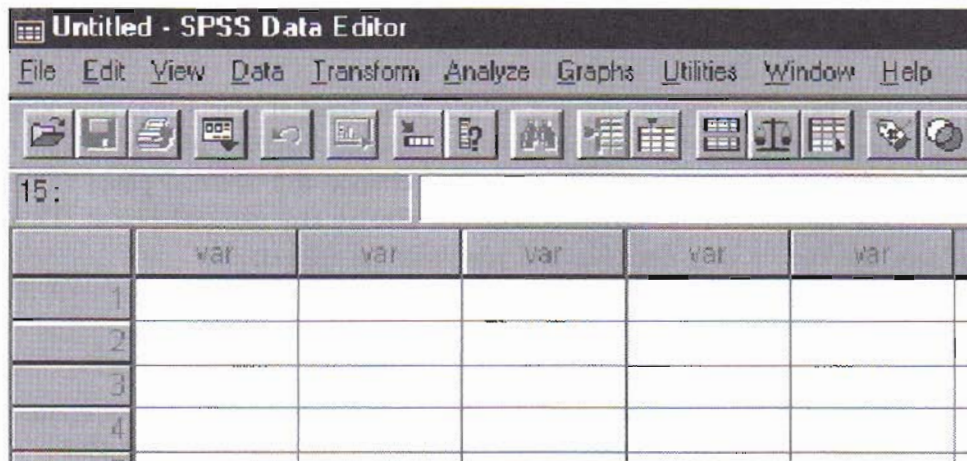 Untitled - SPSS Data Editor
File Edit View Data Transform Analyze Graphs Utilities Window Help
15:
var var var var var
1
2
3
4